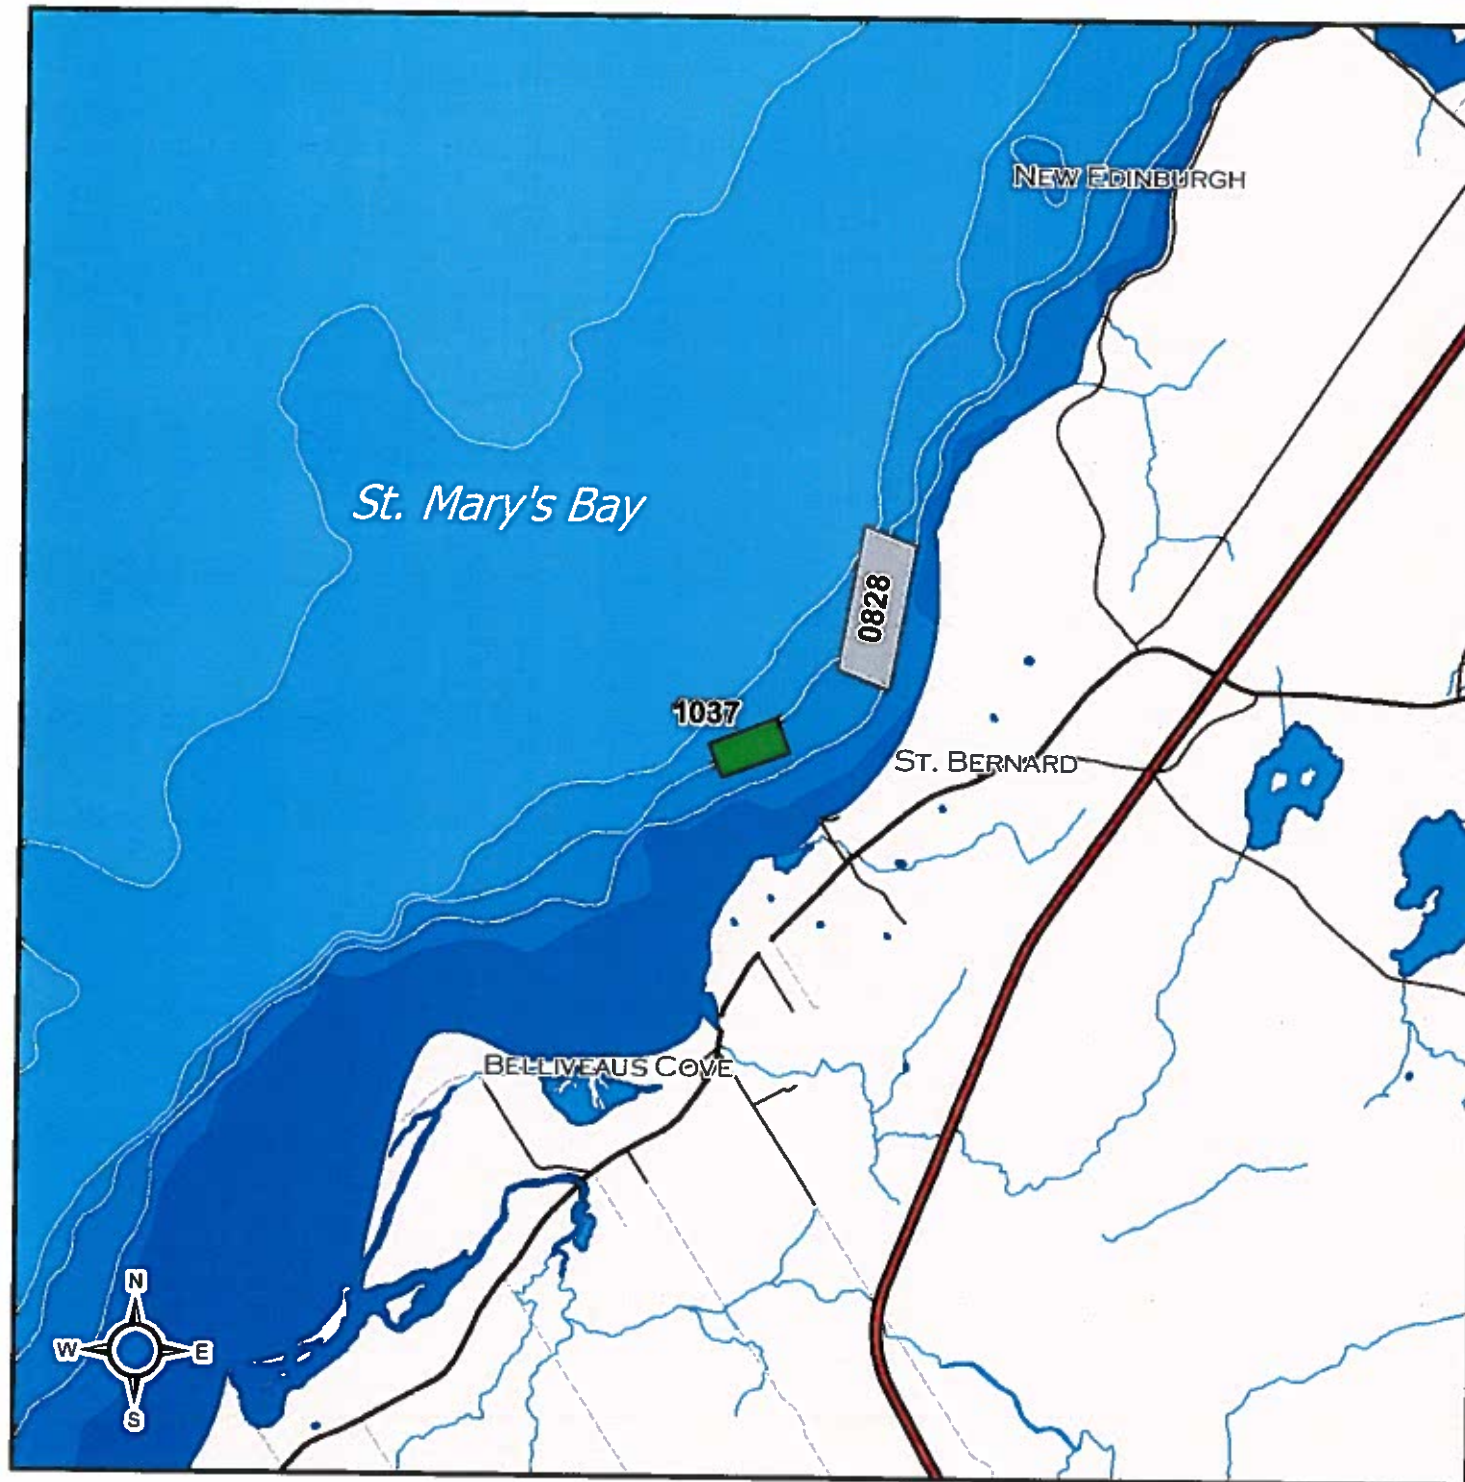 NEW EDINBURGH
St. Mary's Bay
0828
1037
ST. BERNARD
BELLIVEAUS COVE
N
W E
S